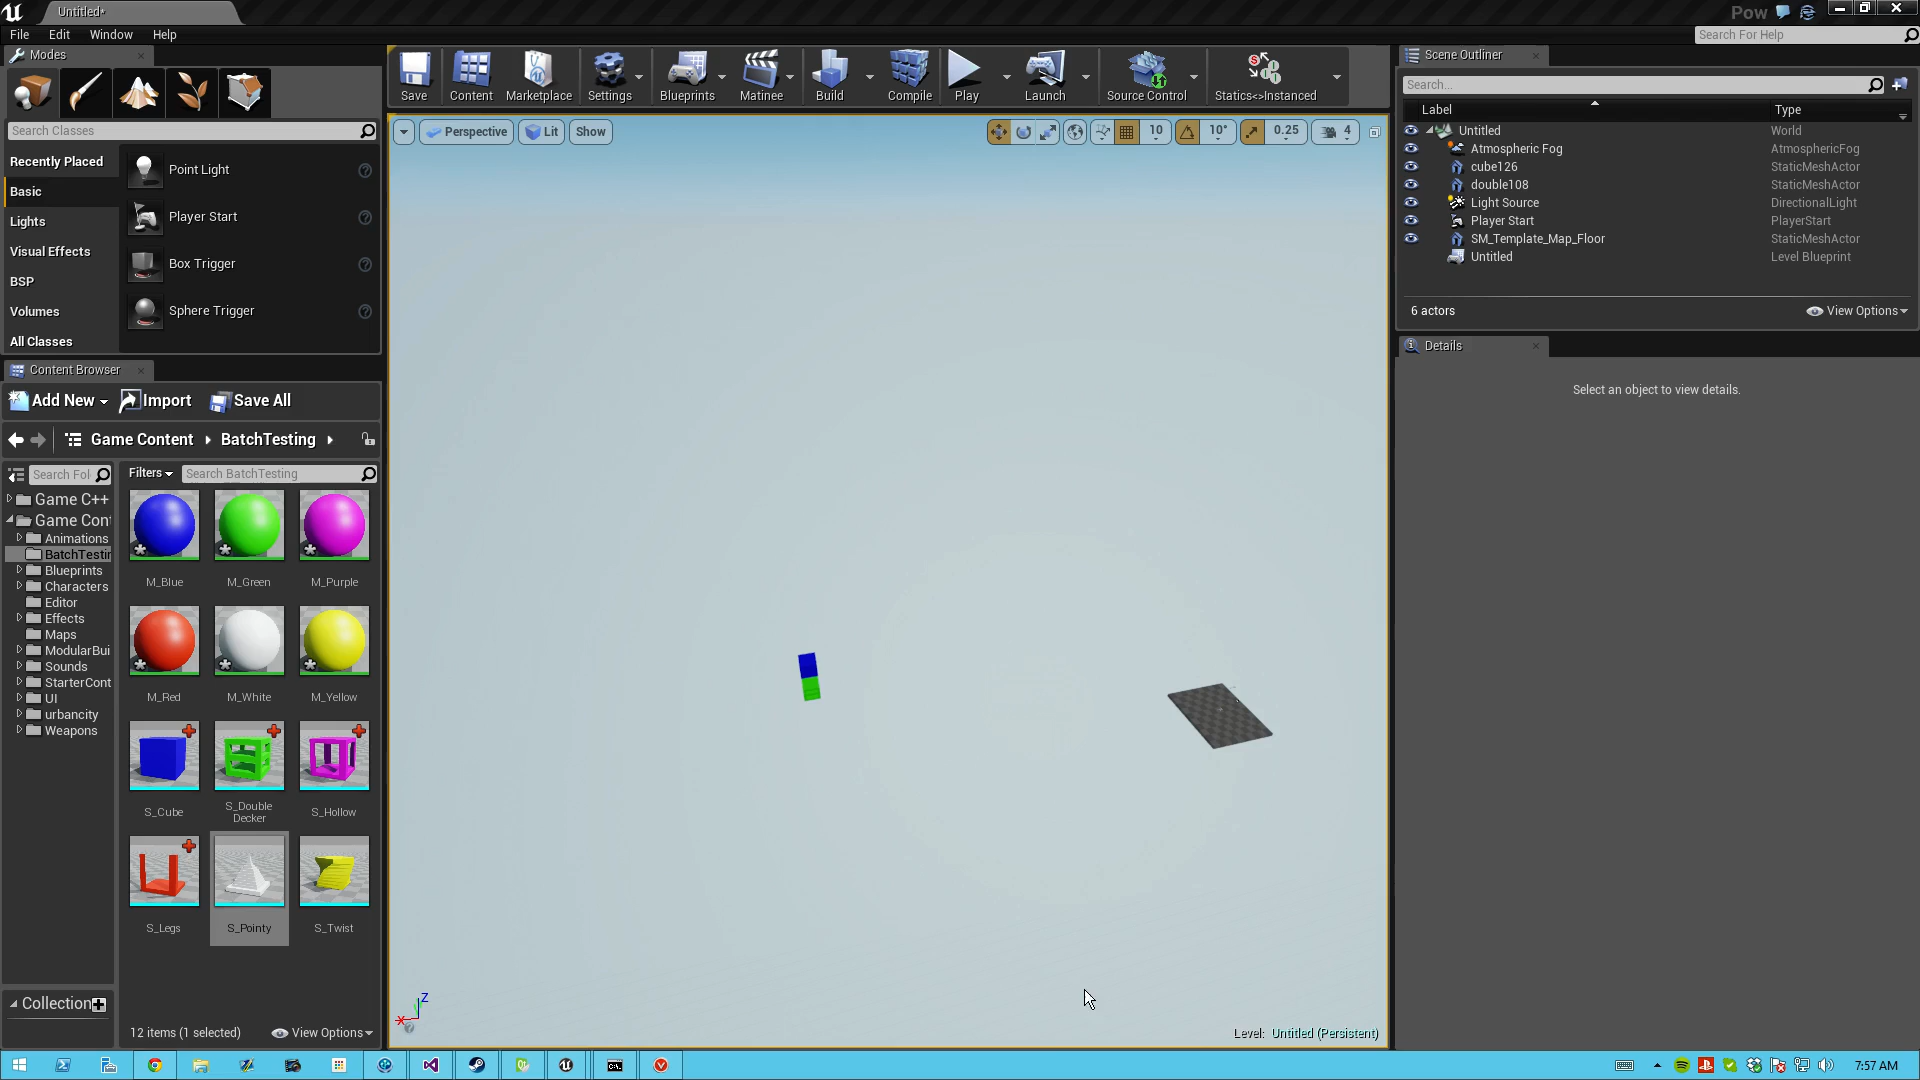 Untitled*
Pow
File Edit Window Help
Search For Help
Modes
Search Classes
Recently Placed
Basic
Lights
Visual Effects
BSP
Volumes
All Classes
Point Light
Player Start
Box Trigger
Sphere Trigger
Save
Content
Marketplace
Settings
Blueprints
Matinee
Build
Compile
Play
Launch
Source Control
Statics<>Instanced
Perspective
Lit
Show
10
10°
0.25
4
Scene Outliner
Search...
Label Type
Untitled World
Atmospheric Fog AtmosphericFog
cube126 StaticMeshActor
double108 StaticMeshActor
Light Source DirectionalLight
Player Start PlayerStart
SM_Template_Map_Floor StaticMeshActor
Untitled Level Blueprint
6 actors
View Options
Details
Select an object to view details.
Content Browser
Add New
Import
Save All
Game Content
BatchTesting
Search Fol
Filters
Search BatchTesting
Game C++
Game Cont
Animations
BatchTestin
Blueprints
Characters
Editor
Effects
Maps
ModularBui
Sounds
StarterCont
UI
urbancity
Weapons
Collection
M_Blue
M_Green
M_Purple
M_Red
M_White
M_Yellow
S_Cube
S_Double
Decker
S_Hollow
S_Legs
S_Pointy
S_Twist
12 items (1 selected)
View Options
Z
X
Level: Untitled (Persistent)
7:57 AM